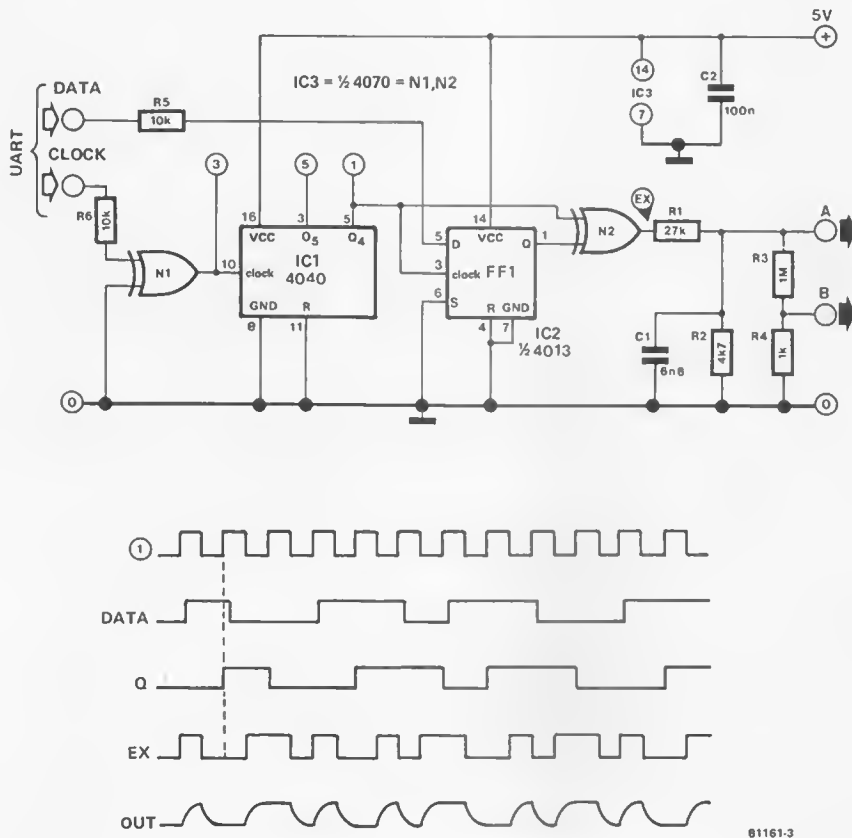 5V
+
DATA
IC3 = ½ 4070 = N1,N2
14
C2
R5
10k
IC3
100n
UART
7
CLOCK
3
5
1
EX
R1
A
R6
10k
16
3
5
14
27k
VCC
O5
Q4
5
D
VCC
Q
1
N2
R3
1M
N1
10
clock
IC1
4040
3
clock
FF1
B
GND
R
6
S
R
GND
IC2
½ 4013
C1
6n8
R2
4k7
R4
1k
8
11
4
7
0
0
1
DATA
Q
EX
OUT
81161-3